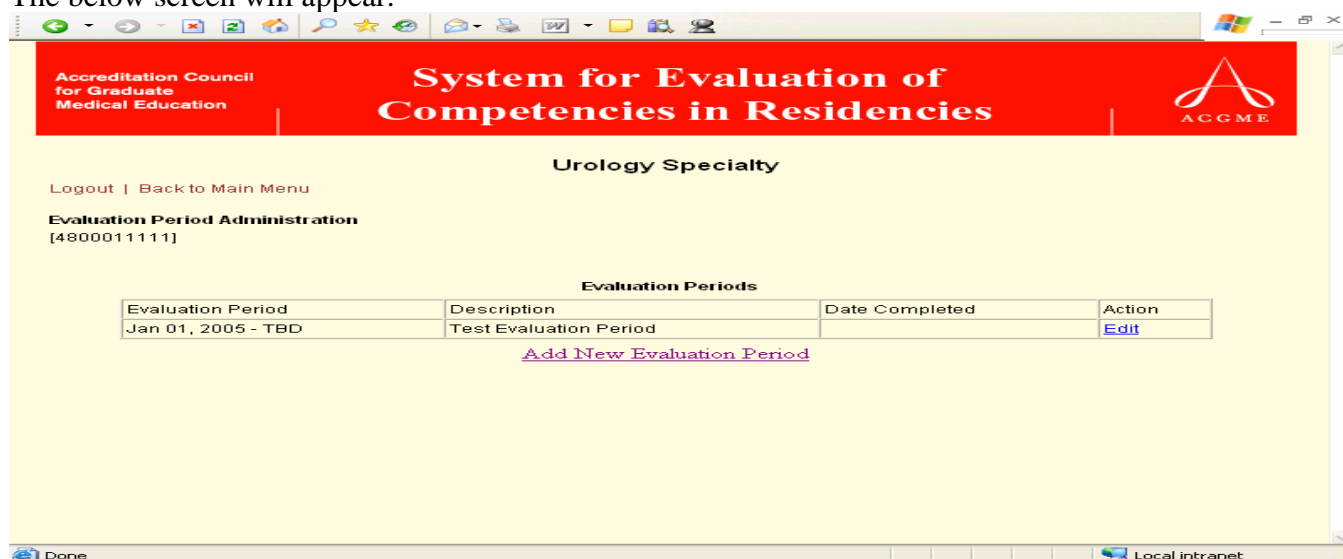 The below screen will appear.
Accreditation Council
for Graduate
Medical Education
System for Evaluation of
Competencies in Residencies
ACGME
Urology Specialty
Logout | Back to Main Menu
Evaluation Period Administration
[4800011111]
Evaluation Periods
Evaluation Period Description Date Completed Action
Jan 01, 2005 - TBD Test Evaluation Period Edit
Add New Evaluation Period
Done Local intranet